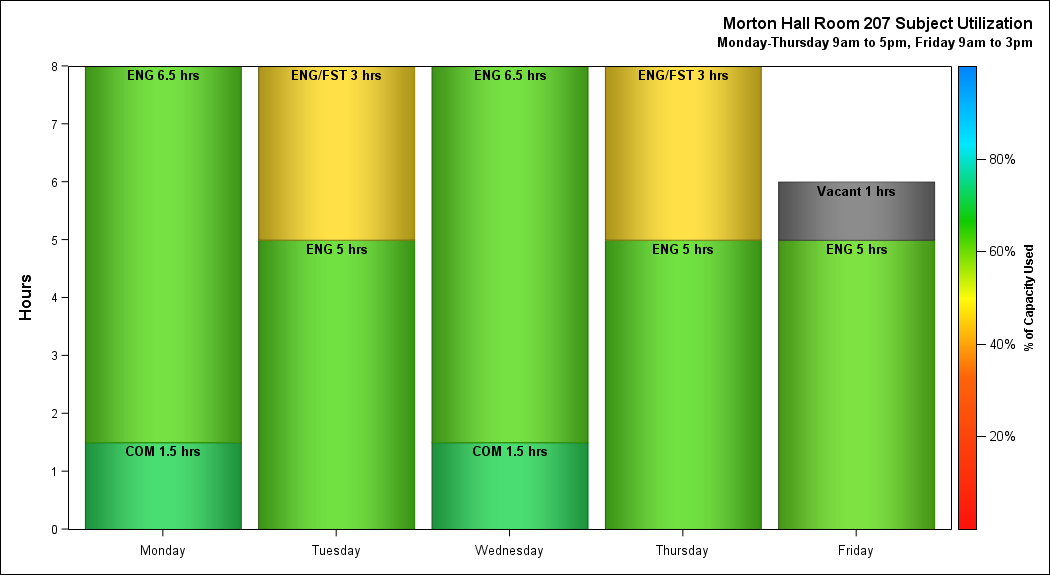 Morton Hall Room 207 Subject Utilization
Monday-Thursday 9am to 5pm, Friday 9am to 3pm
Hours
8
7
6
5
4
3
2
1
0
ENG 6.5 hrs
COM 1.5 hrs
ENG/FST 3 hrs
ENG 5 hrs
ENG 6.5 hrs
COM 1.5 hrs
ENG/FST 3 hrs
ENG 5 hrs
Vacant 1 hrs
ENG 5 hrs
Monday
Tuesday
Wednesday
Thursday
Friday
80%
60%
40%
20%
% of Capacity Used